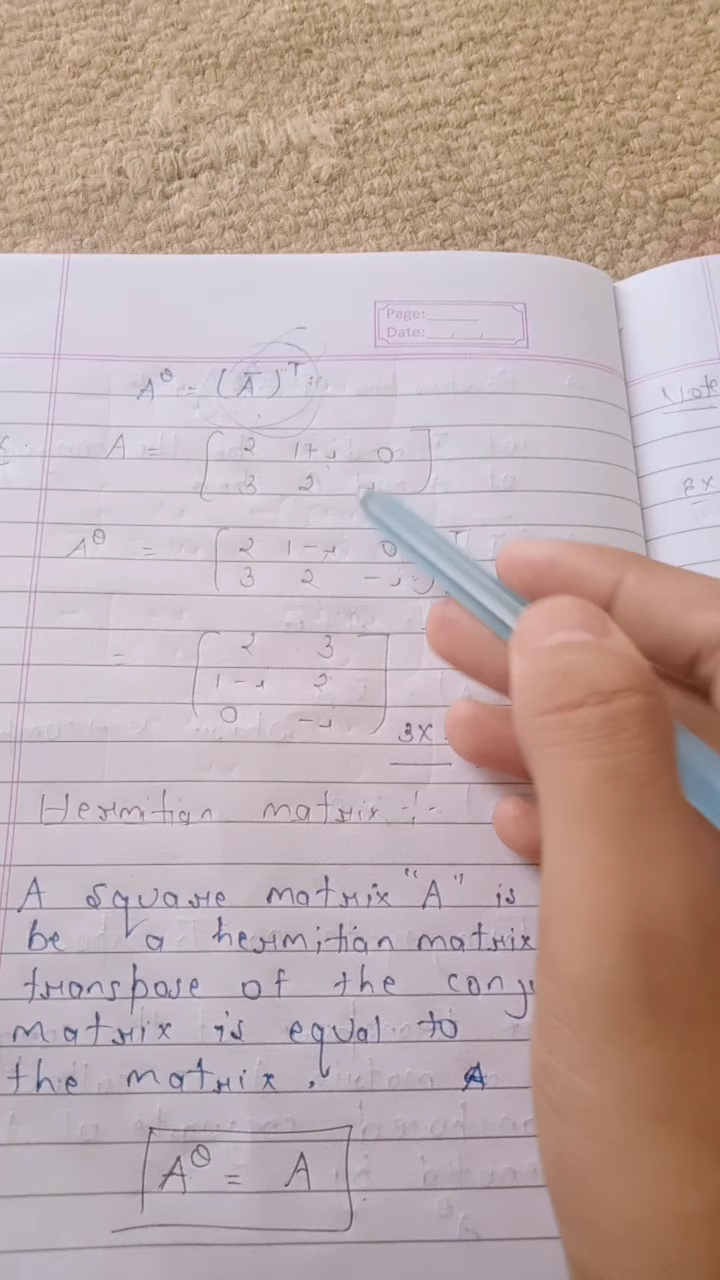 Page:
Date:
A^θ = (Ā)^T
A = [ 2 1+i 0
3 2 i ]
Note
A^θ = [ 2 1-i 0
3 2 -i ]
= [ 2 3
1-i 2
0 -i ]
3X
Hermitian matrix :-
A square matrix "A" is
be a hermitian matrix
transpose of the conj
matrix is equal to
the matrix, A
A^θ = A